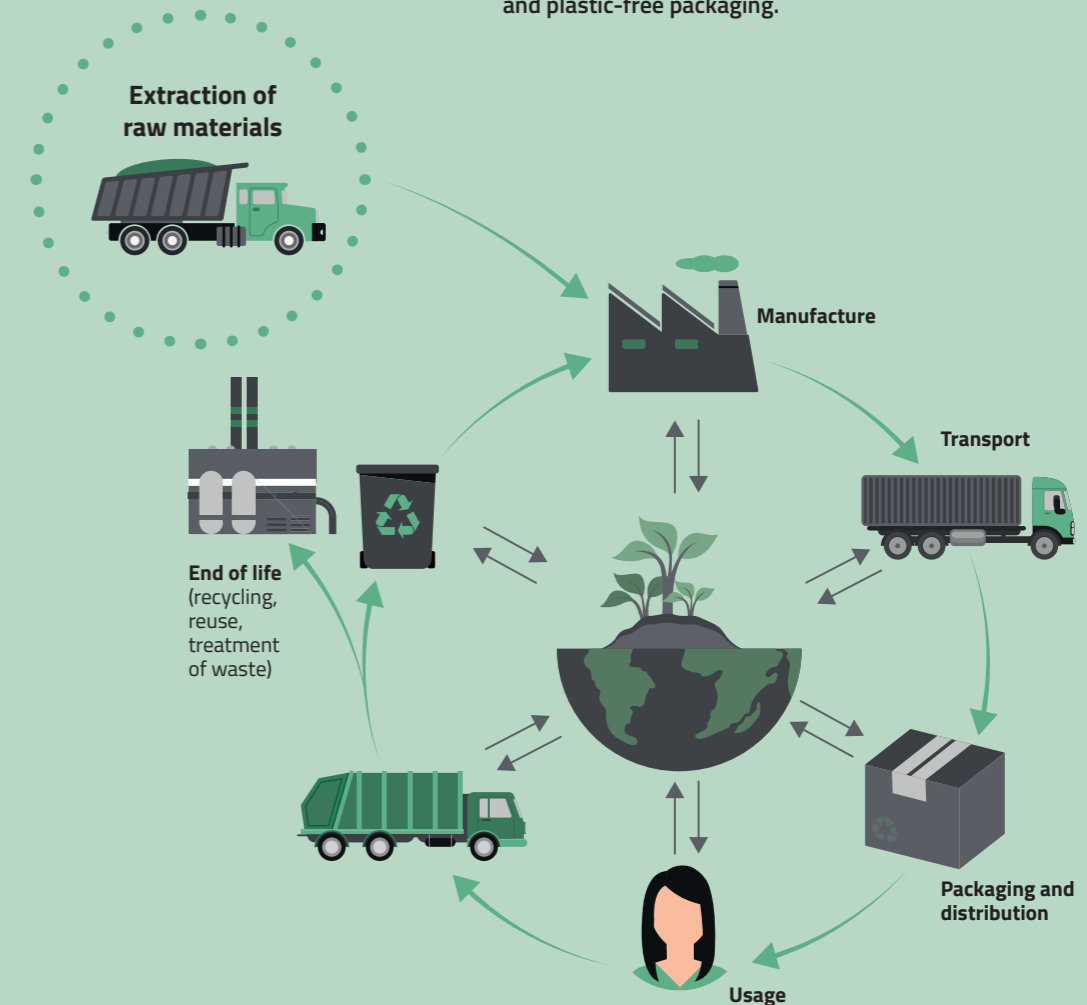 and plastic-free packaging.
Extraction of
raw materials
Manufacture
Transport
End of life
(recycling,
reuse,
treatment
of waste)
Packaging and
distribution
Usage